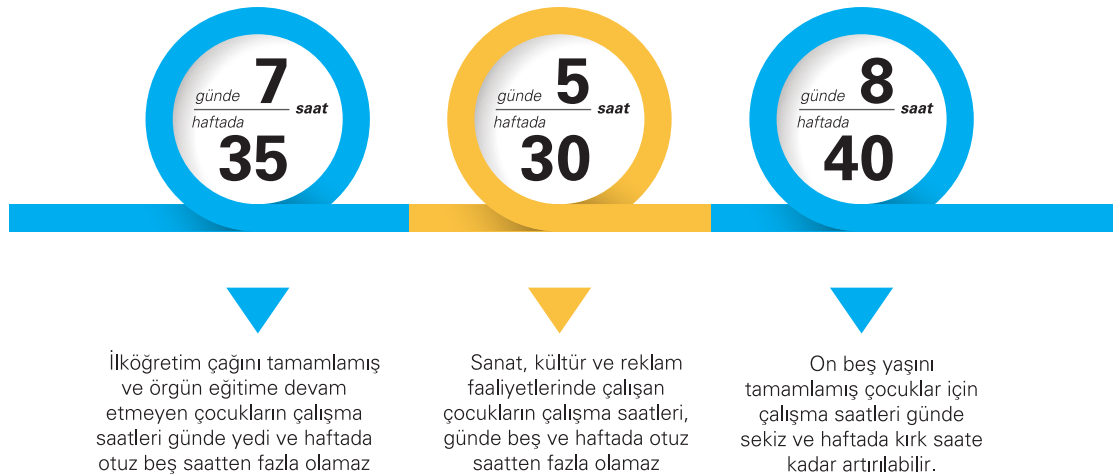 günde 7 saat
haftada
35
günde 5 saat
haftada
30
günde 8 saat
haftada
40
İlköğretim çağını tamamlamış
ve örgün eğitime devam
etmeyen çocukların çalışma
saatleri günde yedi ve haftada
otuz beş saatten fazla olamaz
Sanat, kültür ve reklam
faaliyetlerinde çalışan
çocukların çalışma saatleri,
günde beş ve haftada otuz
saatten fazla olamaz
On beş yaşını
tamamlamış çocuklar için
çalışma saatleri günde
sekiz ve haftada kırk saate
kadar artırılabilir.